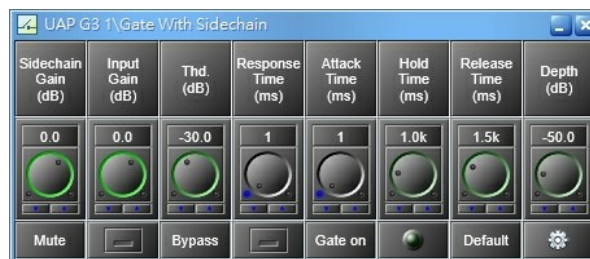 UAP G3 1\Gate With Sidechain
Sidechain Gain (dB)
Input Gain (dB)
Thd. (dB)
Response Time (ms)
Attack Time (ms)
Hold Time (ms)
Release Time (ms)
Depth (dB)
0.0 0.0 -30.0 1 1 1.0k 1.5k -50.0
Mute Bypass Gate on Default